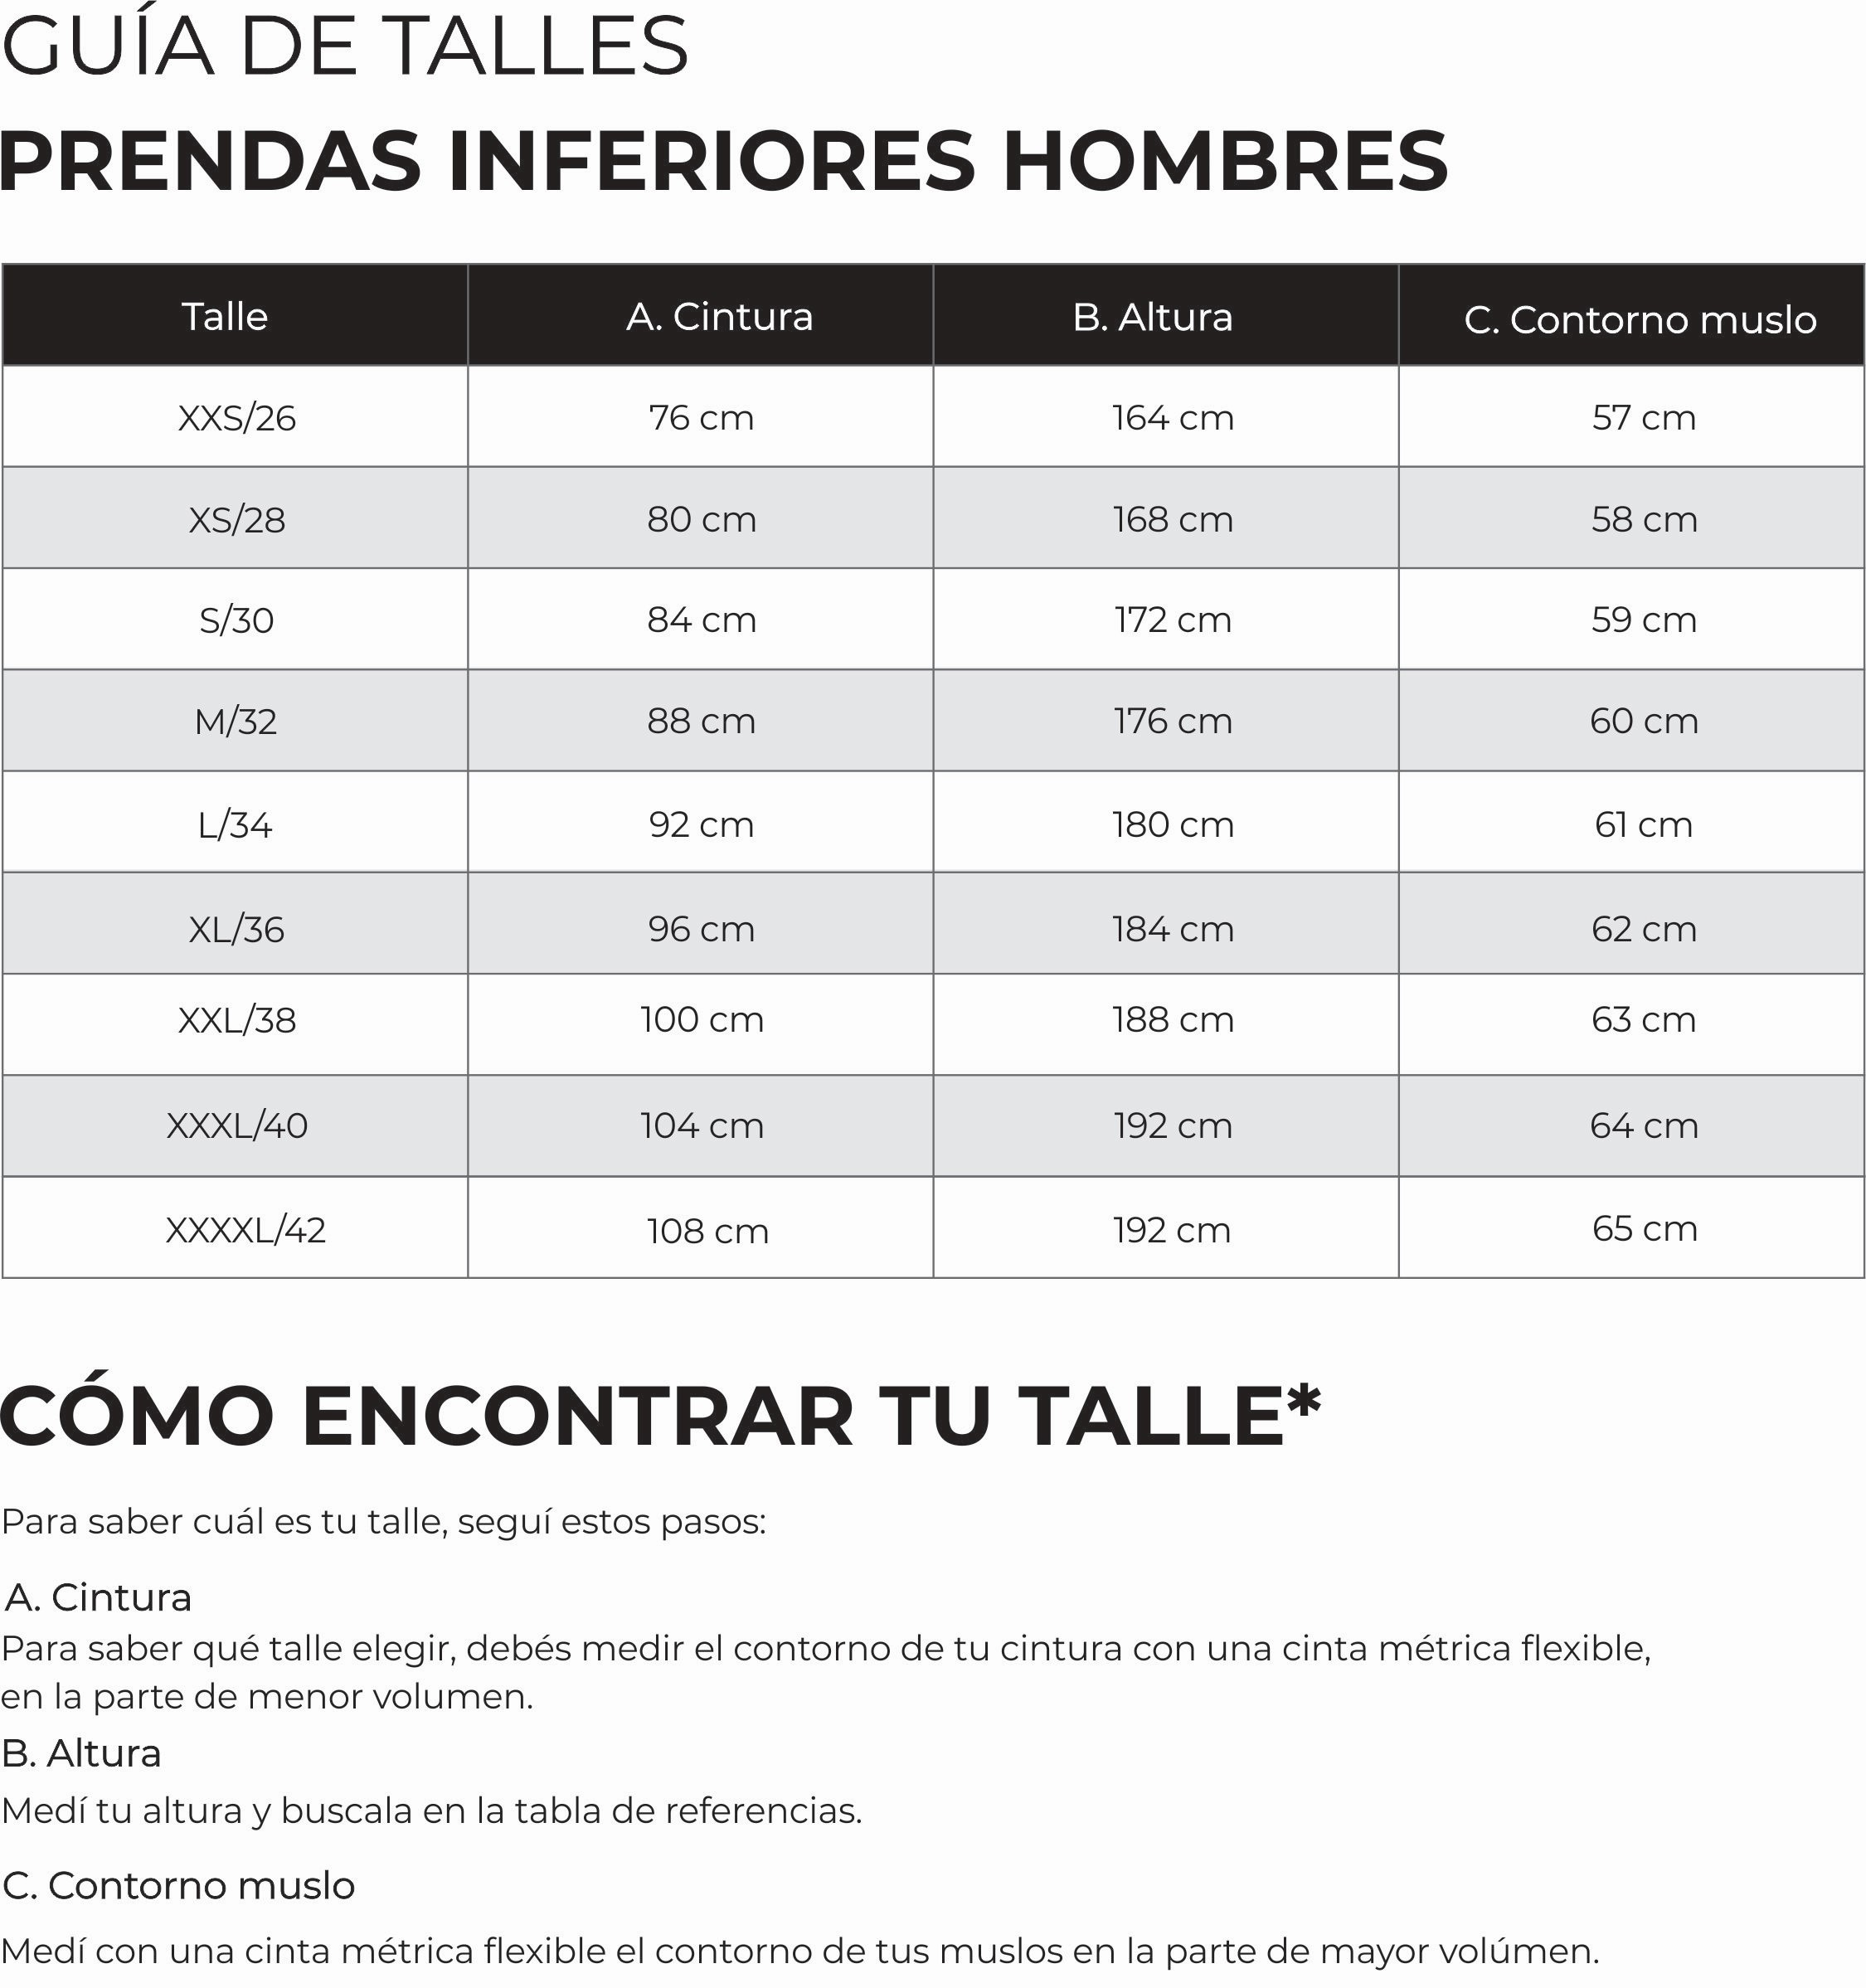 GUÍA DE TALLES
PRENDAS INFERIORES HOMBRES
Talle A. Cintura B. Altura C. Contorno muslo
XXS/26 76 cm 164 cm 57 cm
XS/28 80 cm 168 cm 58 cm
S/30 84 cm 172 cm 59 cm
M/32 88 cm 176 cm 60 cm
L/34 92 cm 180 cm 61 cm
XL/36 96 cm 184 cm 62 cm
XXL/38 100 cm 188 cm 63 cm
XXXL/40 104 cm 192 cm 64 cm
XXXXL/42 108 cm 192 cm 65 cm
CÓMO ENCONTRAR TU TALLE*
Para saber cuál es tu talle, seguí estos pasos:
A. Cintura
Para saber qué talle elegir, debés medir el contorno de tu cintura con una cinta métrica flexible,
en la parte de menor volumen.
B. Altura
Medí tu altura y buscala en la tabla de referencias.
C. Contorno muslo
Medí con una cinta métrica flexible el contorno de tus muslos en la parte de mayor volúmen.